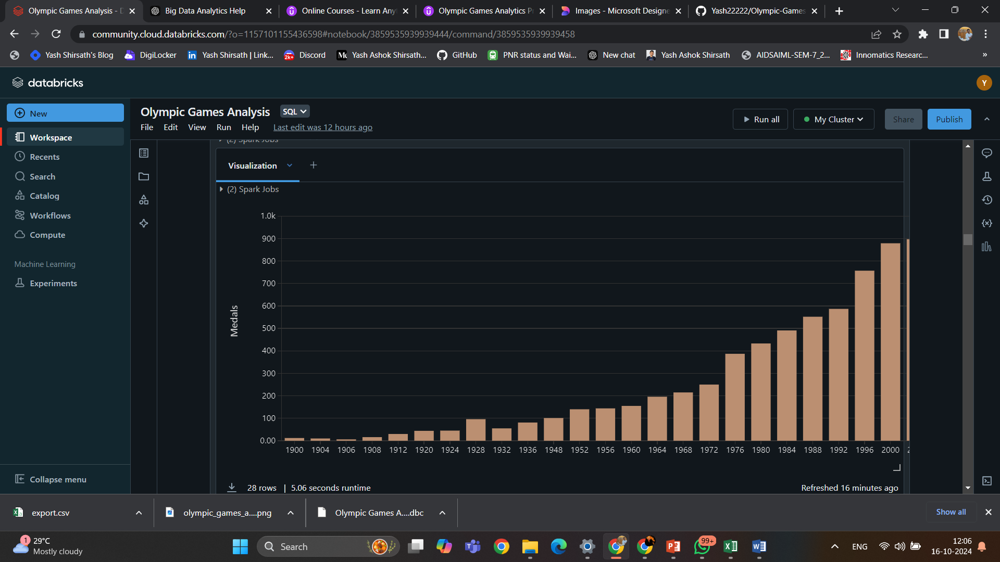 Olympic Games Analysis - D
Big Data Analytics Help
Online Courses - Learn Any
Olympic Games Analytics Pr
Images - Microsoft Designe
Yash22222/Olympic-Games
community.cloud.databricks.com/?o=1157101155436598#notebook/3859535939939444/command/3859535939939458
Yash Shirsath's Blog
DigiLocker
Yash Shirsath | Link...
2k+
Discord
Yash Ashok Shirsath...
GitHub
PNR status and Wai...
New chat
Yash Ashok Shirsath
AIDSAIML-SEM-7_2...
Innomatics Researc...
»
databricks
Y
New
Workspace
Recents
Search
Catalog
Workflows
Compute
Machine Learning
Experiments
Collapse menu
Olympic Games Analysis
SQL
File Edit View Run Help Last edit was 12 hours ago
Run all
My Cluster
Share
Publish
(2) Spark Jobs
Visualization
(2) Spark Jobs
1.0k
900
800
700
600
500
400
300
200
100
0.00
Medals
1900 1904 1906 1908 1912 1920 1924 1928 1932 1936 1948 1952 1956 1960 1964 1968 1972 1976 1980 1984 1988 1992 1996 2000
28 rows | 5.06 seconds runtime
Refreshed 16 minutes ago
export.csv
olympic_games_a....png
Olympic Games A....dbc
Show all
1
29°C
Mostly cloudy
Search
99+
ENG
12:06
16-10-2024